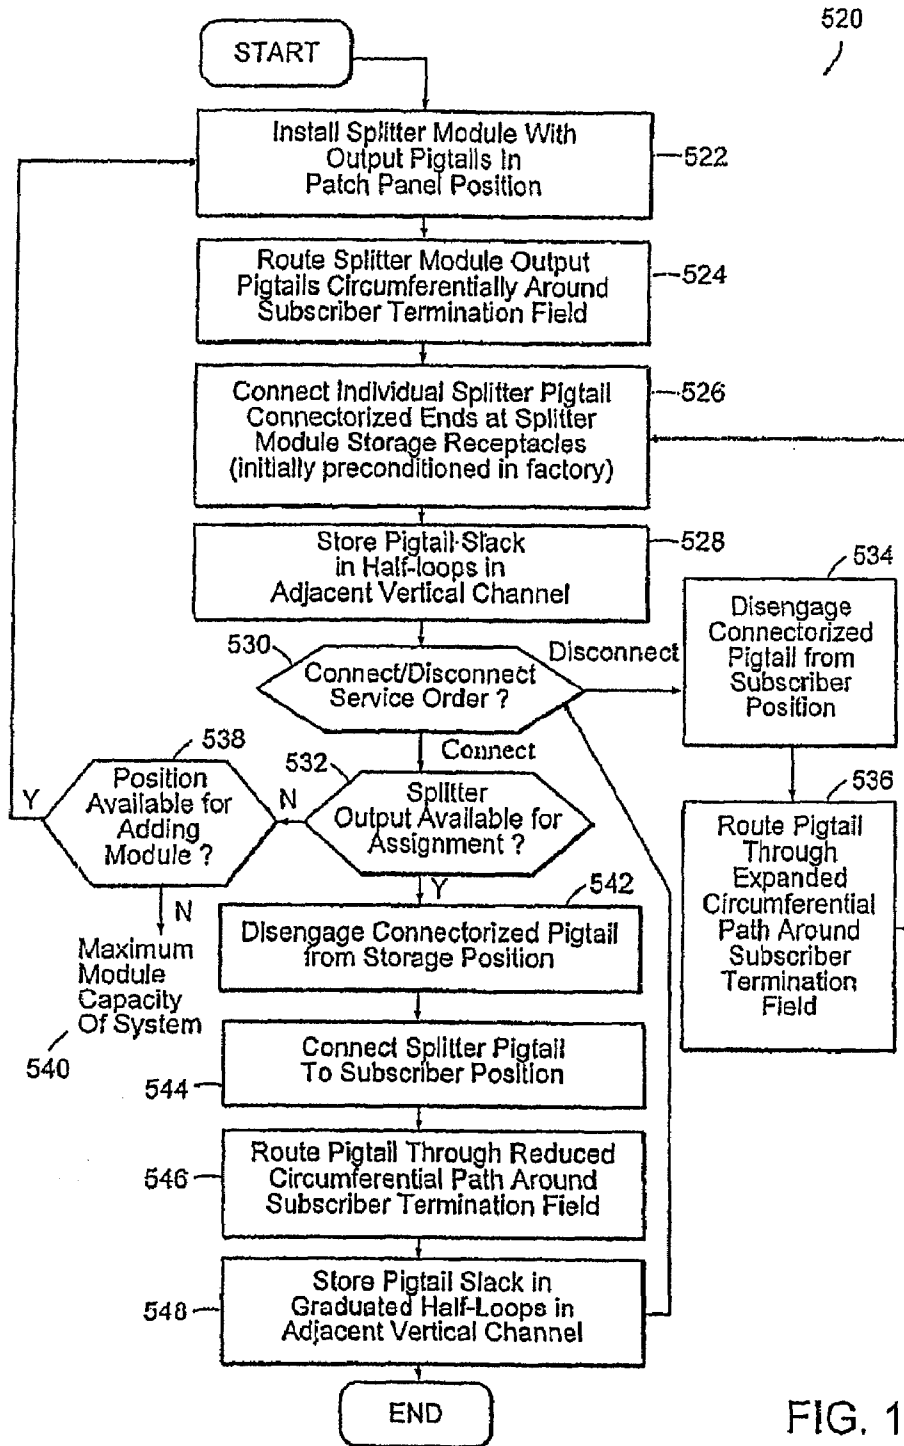 520
START
Install Splitter Module With
Output Pigtails In
Patch Panel Position
522
Route Splitter Module Output
Pigtails Circumferentially Around
Subscriber Termination Field
524
Connect Individual Splitter Pigtail
Connectorized Ends at Splitter
Module Storage Receptacles
(initially preconditioned in factory)
526
Store Pigtail Slack
in Half-loops in
Adjacent Vertical Channel
528
530
Connect/Disconnect
Service Order ?
Disconnect
534
Disengage
Connectorized
Pigtail from
Subscriber
Position
Connect
532
Splitter
Output Available for
Assignment ?
N
Y
538
Position
Available for
Adding
Module ?
Y
N
Maximum
Module
Capacity
Of System
540
536
Route Pigtail
Through
Expanded
Circumferential
Path Around
Subscriber
Termination
Field
542
Disengage Connectorized Pigtail
from Storage Position
Connect Splitter Pigtail
To Subscriber Position
544
Route Pigtail Through Reduced
Circumferential Path Around
Subscriber Termination Field
546
Store Pigtail Slack in
Graduated Half-Loops in
Adjacent Vertical Channel
548
END
FIG. 1